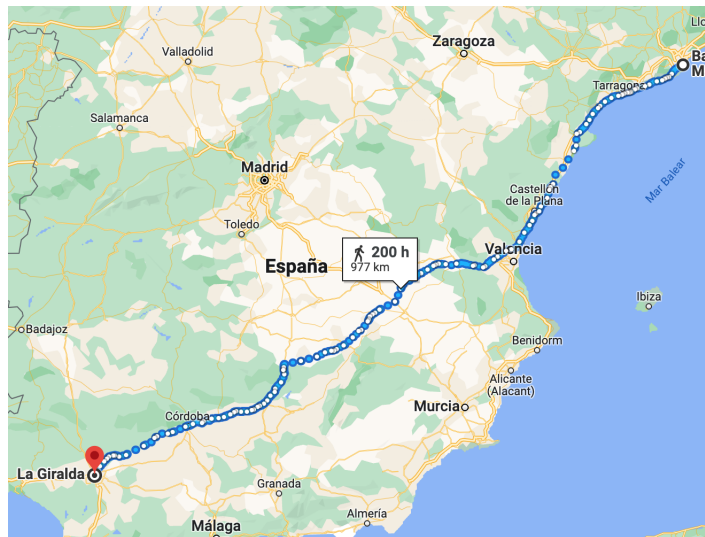 Llo
Zaragoza
Ba
M
Valladolid
Tarragona
Salamanca
Madrid
Mar Balear
Castellón
de la Plana
Toledo
200 h
977 km
España
Valencia
Ibiza
Badajoz
Benidorm
Alicante
(Alacant)
Córdoba
Murcia
La Giralda
Granada
Almería
Málaga